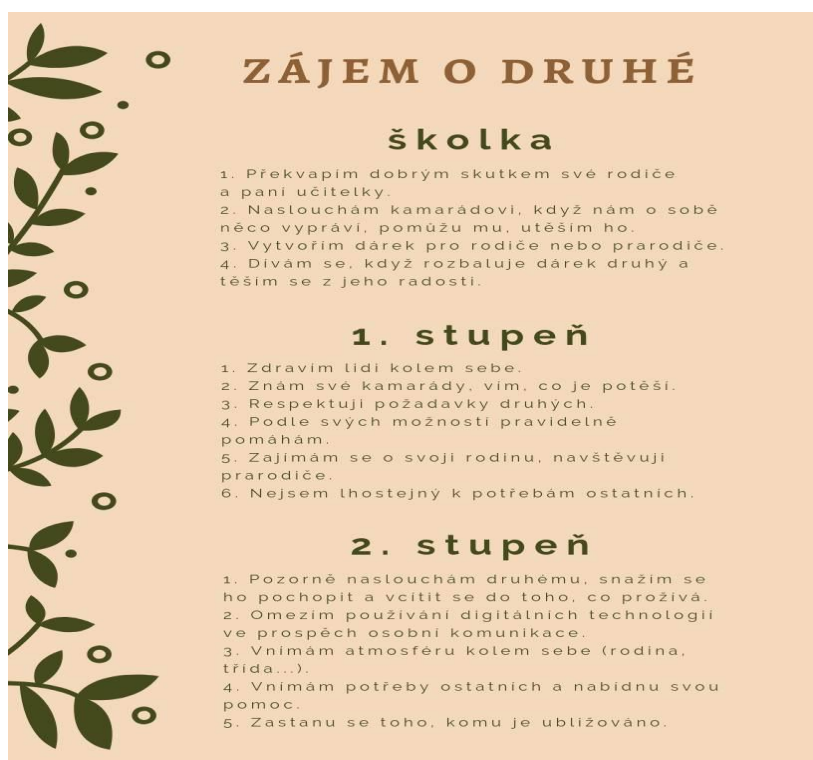 ZÁJEM O DRUHÉ
školka
1. Překvapím dobrým skutkem své rodiče
a paní učitelky.
2. Naslouchám kamarádovi, když nám o sobě
něco vypráví, pomůžu mu, utěším ho.
3. Vytvořím dárek pro rodiče nebo prarodiče.
4. Dívám se, když rozbaluje dárek druhý a
těším se z jeho radosti.
1. stupeň
1. Zdravím lidi kolem sebe.
2. Znám své kamarády, vím, co je potěší.
3. Respektuji požadavky druhých.
4. Podle svých možností pravidelně
pomáhám.
5. Zajímám se o svoji rodinu, navštěvuji
prarodiče.
6. Nejsem lhostejný k potřebám ostatních.
2. stupeň
1. Pozorně naslouchám druhému, snažím se
ho pochopit a vcítit se do toho, co prožívá.
2. Omezím používání digitálních technologií
ve prospěch osobní komunikace.
3. Vnímám atmosféru kolem sebe (rodina,
třída...).
4. Vnímám potřeby ostatních a nabídnu svou
pomoc.
5. Zastanu se toho, komu je ubližováno.